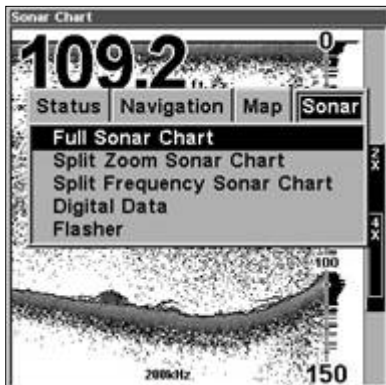 Sonar Chart
0
109.2 ft.
Status Navigation Map Sonar
Full Sonar Chart
Split Zoom Sonar Chart
Split Frequency Sonar Chart
Digital Data
Flasher
2X
4X
100
200kHz
150